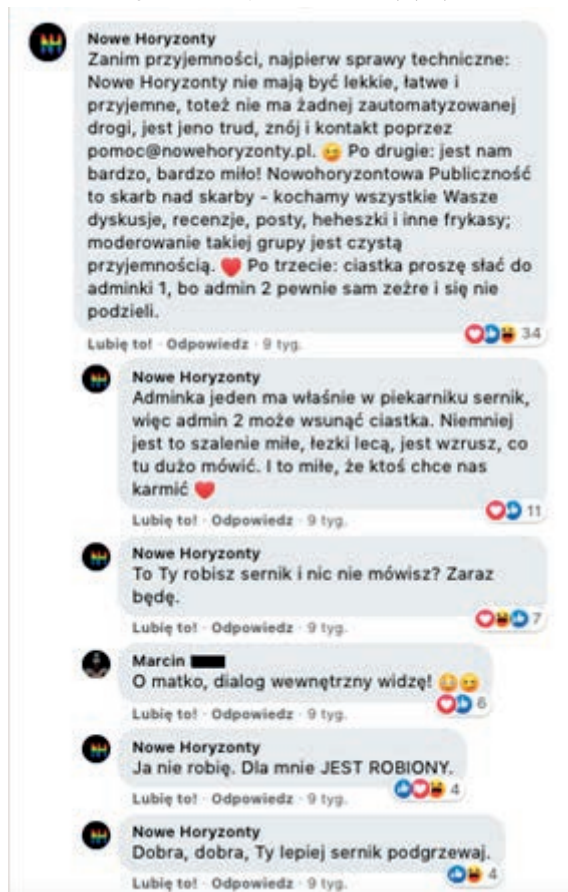 Nowe Horyzonty
Zanim przyjemności, najpierw sprawy techniczne:
Nowe Horyzonty nie mają być lekkie, łatwe i
przyjemne, toteż nie ma żadnej zautomatyzowanej
drogi, jest jeno trud, znój i kontakt poprzez
pomoc@nowehoryzonty.pl. 😉 Po drugie: jest nam
bardzo, bardzo miło! Nowohoryzontowa Publiczność
to skarb nad skarby - kochamy wszystkie Wasze
dyskusje, recenzje, posty, heheszki i inne frykasy;
moderowanie takiej grupy jest czystą
przyjemnością. ❤️ Po trzecie: ciastka proszę słać do
adminki 1, bo admin 2 pewnie sam zeżre i się nie
podzieli.
34
Lubię to! · Odpowiedz · 9 tyg.
Nowe Horyzonty
Adminka jeden ma właśnie w piekarniku sernik,
więc admin 2 może wsunąć ciastka. Niemniej
jest to szalenie miłe, łezki lecą, jest wzrusz, co
tu dużo mówić. I to miłe, że ktoś chce nas
karmić ❤️
11
Lubię to! · Odpowiedz · 9 tyg.
Nowe Horyzonty
To Ty robisz sernik i nic nie mówisz? Zaraz
będę.
7
Lubię to! · Odpowiedz · 9 tyg.
Marcin
O matko, dialog wewnętrzny widzę! 😳😉
6
Lubię to! · Odpowiedz · 9 tyg.
Nowe Horyzonty
Ja nie robię. Dla mnie JEST ROBIONY.
4
Lubię to! · Odpowiedz · 9 tyg.
Nowe Horyzonty
Dobra, dobra, Ty lepiej sernik podgrzewaj.
4
Lubię to! · Odpowiedz · 9 tyg.